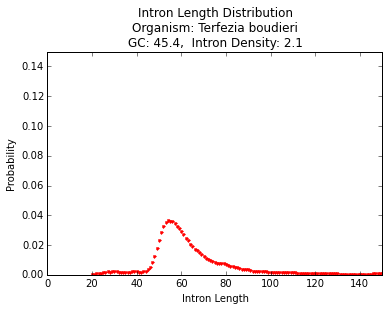 Intron Length Distribution
Organism: Terfezia boudieri
GC: 45.4,  Intron Density: 2.1
0.14
0.12
0.10
0.08
0.06
0.04
0.02
0.00
Probability
0 20 40 60 80 100 120 140
Intron Length